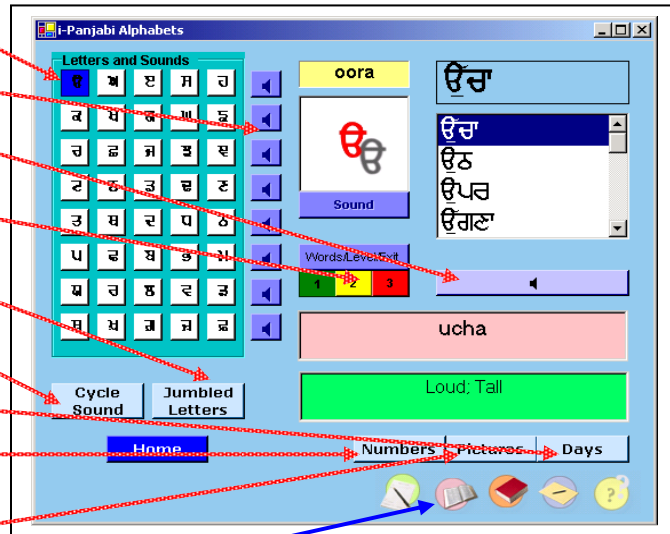 i-Panjabi Alphabets
Letters and Sounds
ੳ ਅ ੲ ਸ ਹ
ਕ ਖ ਗ ਘ ਙ
ਚ ਛ ਜ ਝ ਞ
ਟ ਠ ਡ ਢ ਣ
ਤ ਥ ਦ ਧ ਨ
ਪ ਫ ਬ ਭ ਮ
ਯ ਰ ਲ ਵ ੜ
ਸ਼ ਖ਼ ਗ਼ ਜ਼ ਫ਼
oora
ੳ ੳ
Sound
Words/Level/Exit
1 2 3
ਉੱਚਾ
ਉੱਚਾ
ਉਠ
ਉਪਰ
ਉੱਗਣਾ
ucha
Loud; Tall
Cycle Sound
Jumbled Letters
Home
Numbers
Pictures
Days
?